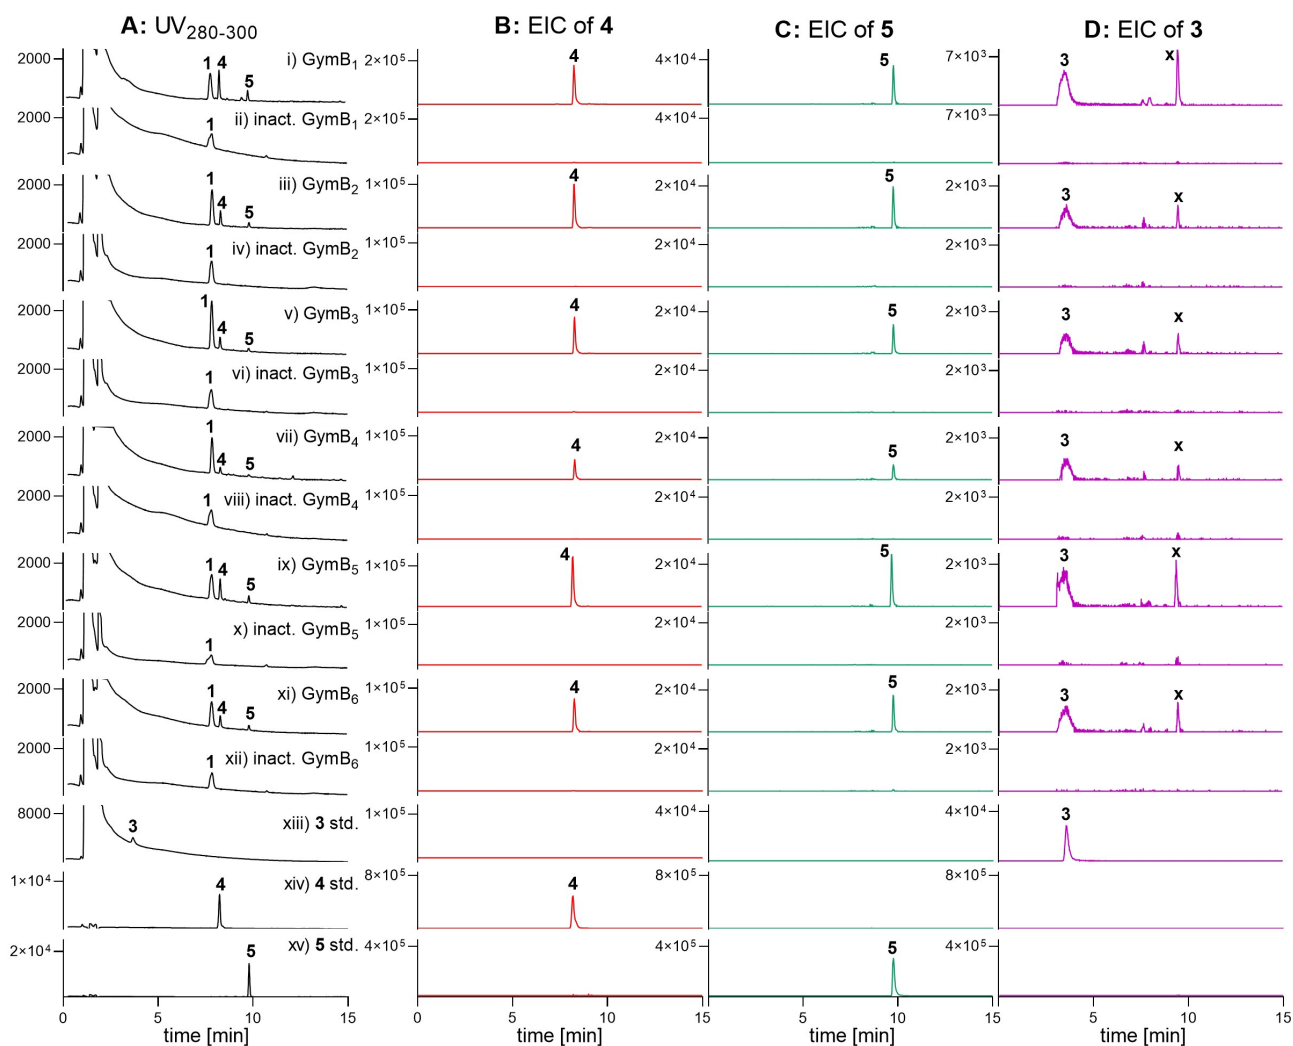 A: UV280-300 B: EIC of 4 C: EIC of 5 D: EIC of 3
2000 1 4 5 i) GymB1 2×10⁵ 4 4×10⁴ 5 7×10³ 3 x
2000 1 ii) inact. GymB1 2×10⁵ 4×10⁴ 7×10³
2000 1 4 5 iii) GymB2 1×10⁵ 4 2×10⁴ 5 2×10³ 3 x
2000 1 iv) inact. GymB2 1×10⁵ 2×10⁴ 2×10³
2000 1 4 5 v) GymB3 1×10⁵ 4 2×10⁴ 5 2×10³ 3 x
2000 1 vi) inact. GymB3 1×10⁵ 2×10⁴ 2×10³
2000 1 4 5 vii) GymB4 1×10⁵ 4 2×10⁴ 5 2×10³ 3 x
2000 1 viii) inact. GymB4 1×10⁵ 2×10⁴ 2×10³
2000 1 4 5 ix) GymB5 1×10⁵ 4 2×10⁴ 5 2×10³ 3 x
2000 1 x) inact. GymB5 1×10⁵ 2×10⁴ 2×10³
2000 1 4 5 xi) GymB6 1×10⁵ 4 2×10⁴ 5 2×10³ 3 x
2000 1 xii) inact. GymB6 1×10⁵ 2×10⁴ 2×10³
8000 3 xiii) 3 std. 1×10⁵ 4×10⁴ 4×10⁴ 3
1×10⁴ 4 xiv) 4 std. 8×10⁵ 4 8×10⁵ 8×10⁵
2×10⁴ 5 xv) 5 std. 4×10⁵ 4×10⁵ 5 4×10⁵
0 5 10 15 0 5 10 15 5 10 15 5 10 15
time [min] time [min] time [min] time [min]